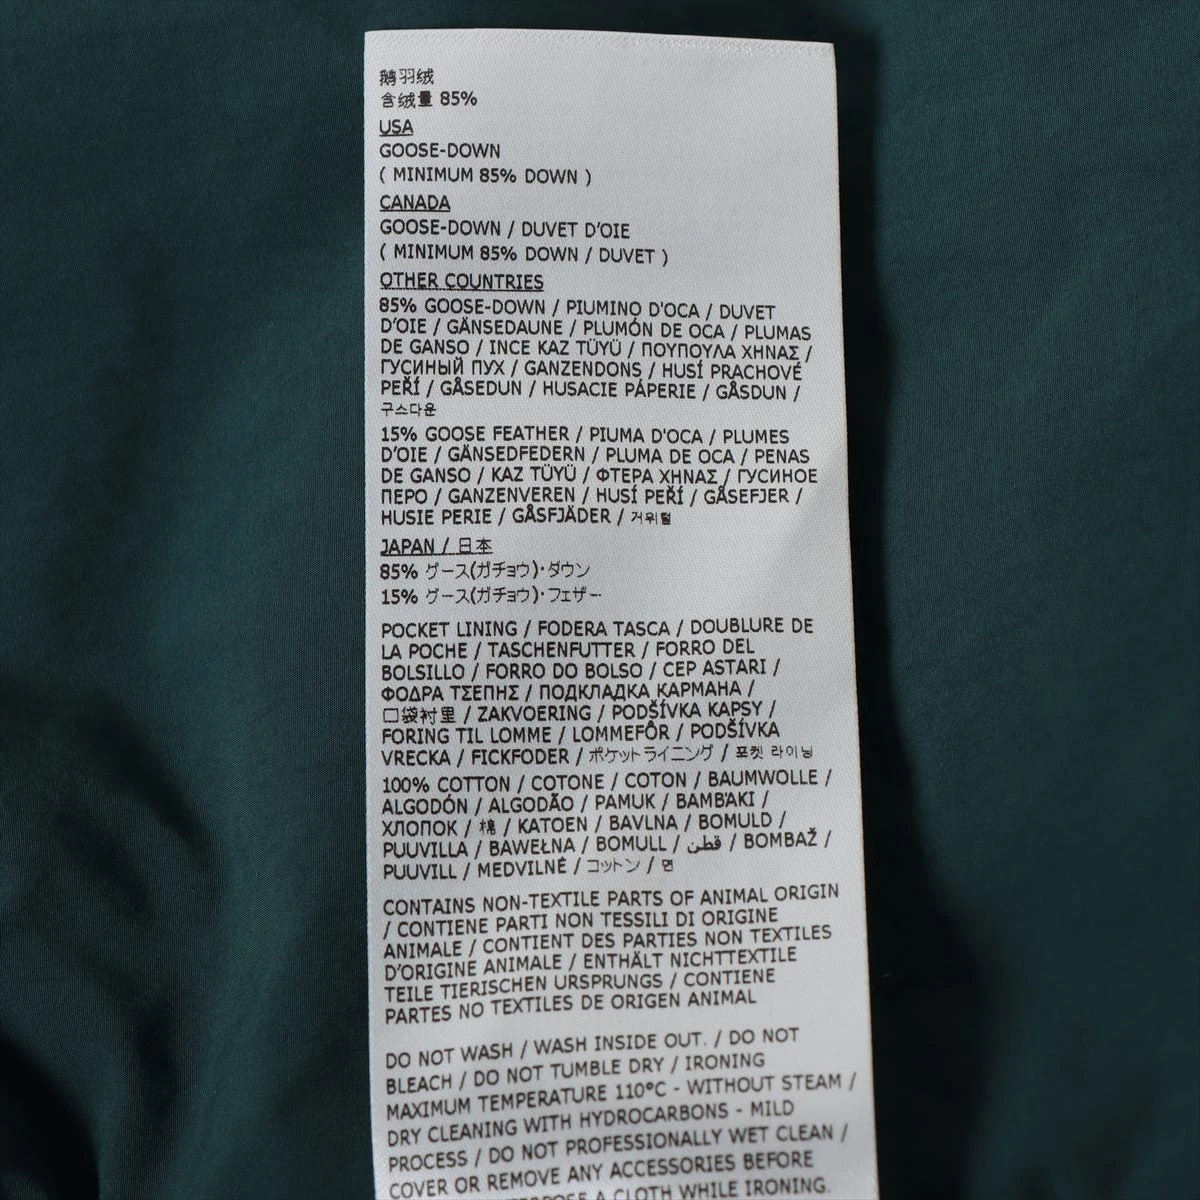 鹅羽绒
含绒量 85%
USA
GOOSE-DOWN
( MINIMUM 85% DOWN )
CANADA
GOOSE-DOWN / DUVET D'OIE
( MINIMUM 85% DOWN / DUVET )
OTHER COUNTRIES
85% GOOSE-DOWN / PIUMINO D'OCA / DUVET
D'OIE / GÄNSEDAUNE / PLUMÓN DE OCA / PLUMAS
DE GANSO / INCE KAZ TÜYÜ / ΠΟΥΠΟΥΛΑ ΧΗΝΑΣ /
ГУСИНЫЙ ПУХ / GANZENDONS / HUSÍ PRACHOVÉ
PEŘÍ / GÅSEDUN / HUSACIE PÁPERIE / GÅSDUN /
구스다운
15% GOOSE FEATHER / PIUMA D'OCA / PLUMES
D'OIE / GÄNSEDFEDERN / PLUMA DE OCA / PENAS
DE GANSO / KAZ TÜYÜ / ΦΤΕΡΑ ΧΗΝΑΣ / ГУСИНОЕ
ПЕРО / GANZENVEREN / HUSÍ PEŘÍ / GÅSEFJER /
HUSIE PERIE / GÅSFJÄDER / 거위털
JAPAN / 日本
85% グース(ガチョウ)・ダウン
15% グース(ガチョウ)・フェザー
POCKET LINING / FODERA TASCA / DOUBLURE DE
LA POCHE / TASCHENFUTTER / FORRO DEL
BOLSILLO / FORRO DO BOLSO / CEP ASTARI /
ΦΟΔΡΑ ΤΣΕΠΗΣ / ПОДКЛАДКА КАРМАНА /
口袋衬里 / ZAKVOERING / PODŠÍVKA KAPSY /
FORING TIL LOMME / LOMMEFÔR / PODŠÍVKA
VRECKA / FICKFODER / ポケットライニング / 포켓 라이닝
100% COTTON / COTONE / COTON / BAUMWOLLE /
ALGODÓN / ALGODÃO / PAMUK / ΒΑΜΒΆΚΙ /
ХЛОПОК / 棉 / KATOEN / BAVLNA / BOMULD /
PUUVILLA / BAWEŁNA / BOMULL / قطن / BOMBAŽ /
PUUVILL / MEDVILNĖ / コットン / 면
CONTAINS NON-TEXTILE PARTS OF ANIMAL ORIGIN
/ CONTIENE PARTI NON TESSILI DI ORIGINE
ANIMALE / CONTIENT DES PARTIES NON TEXTILES
D'ORIGINE ANIMALE / ENTHÄLT NICHTTEXTILE
TEILE TIERISCHEN URSPRUNGS / CONTIENE
PARTES NO TEXTILES DE ORIGEN ANIMAL
DO NOT WASH / WASH INSIDE OUT. / DO NOT
BLEACH / DO NOT TUMBLE DRY / IRONING
MAXIMUM TEMPERATURE 110°C - WITHOUT STEAM /
DRY CLEANING WITH HYDROCARBONS - MILD
PROCESS / DO NOT PROFESSIONALLY WET CLEAN /
COVER OR REMOVE ANY ACCESSORIES BEFORE
A CLOTH WHILE IRONING.